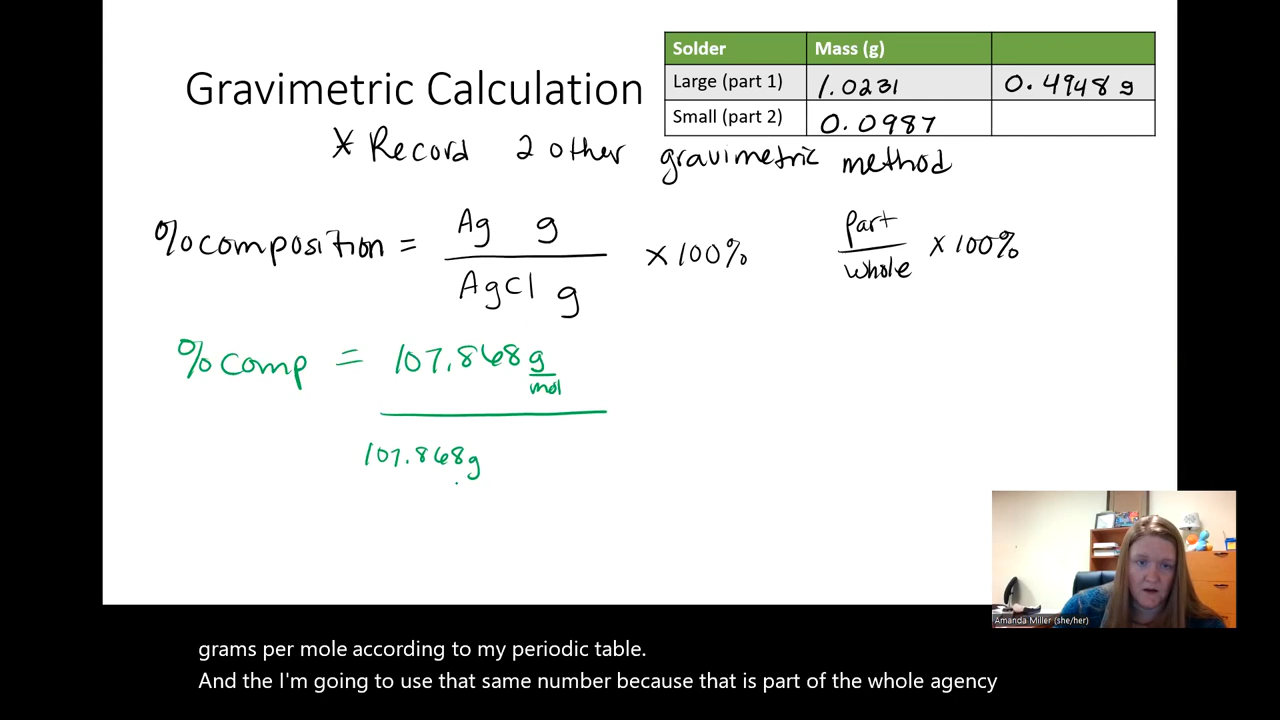 Solder Mass (g)
Large (part 1) 1.0231 0.4948 g
Small (part 2) 0.0987
Gravimetric Calculation
* Record 2 other gravimetric method
%composition = Ag g / AgCl g × 100%
part / whole × 100%
%comp = 107.868 g/mol
107.868g
Amanda Miller (she/her)
grams per mole according to my periodic table.
And the I'm going to use that same number because that is part of the whole agency